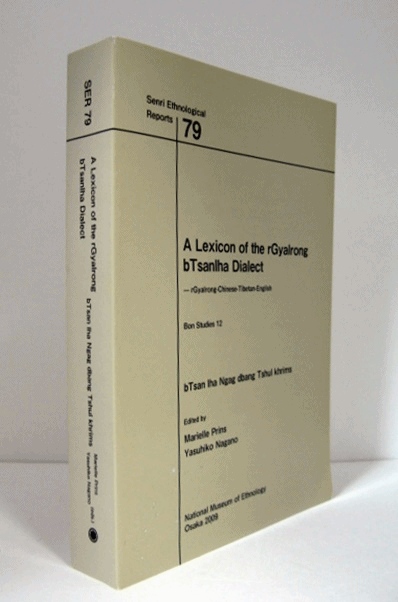 SER 79
A Lexicon of the rGyalrong
bTsanlha Dialect
bTsan lha Ngag dbang Tshul khrims
Marielle Prins
Yasuhiko Nagano (eds.)
Senri Ethnological
Reports
79
A Lexicon of the rGyalrong
bTsanlha Dialect
— rGyalrong-Chinese-Tibetan-English
Bon Studies 12
bTsan lha Ngag dbang Tshul khrims
Edited by
Marielle Prins
Yasuhiko Nagano
National Museum of Ethnology
Osaka 2009